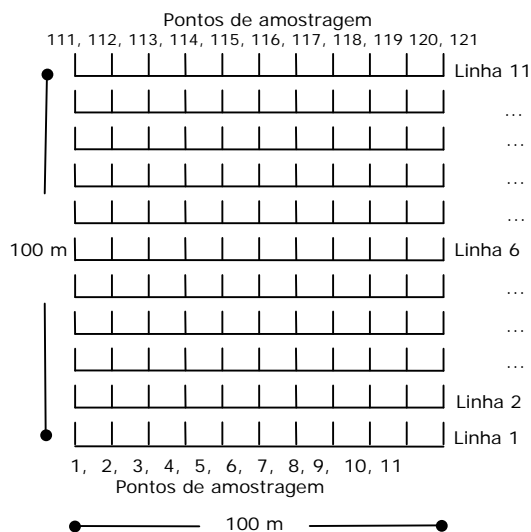 Pontos de amostragem
111, 112, 113, 114, 115, 116, 117, 118, 119 120, 121
Linha 11
...
...
...
...
100 m
Linha 6
...
...
...
Linha 2
Linha 1
1, 2, 3, 4, 5, 6, 7, 8, 9, 10, 11
Pontos de amostragem
100 m